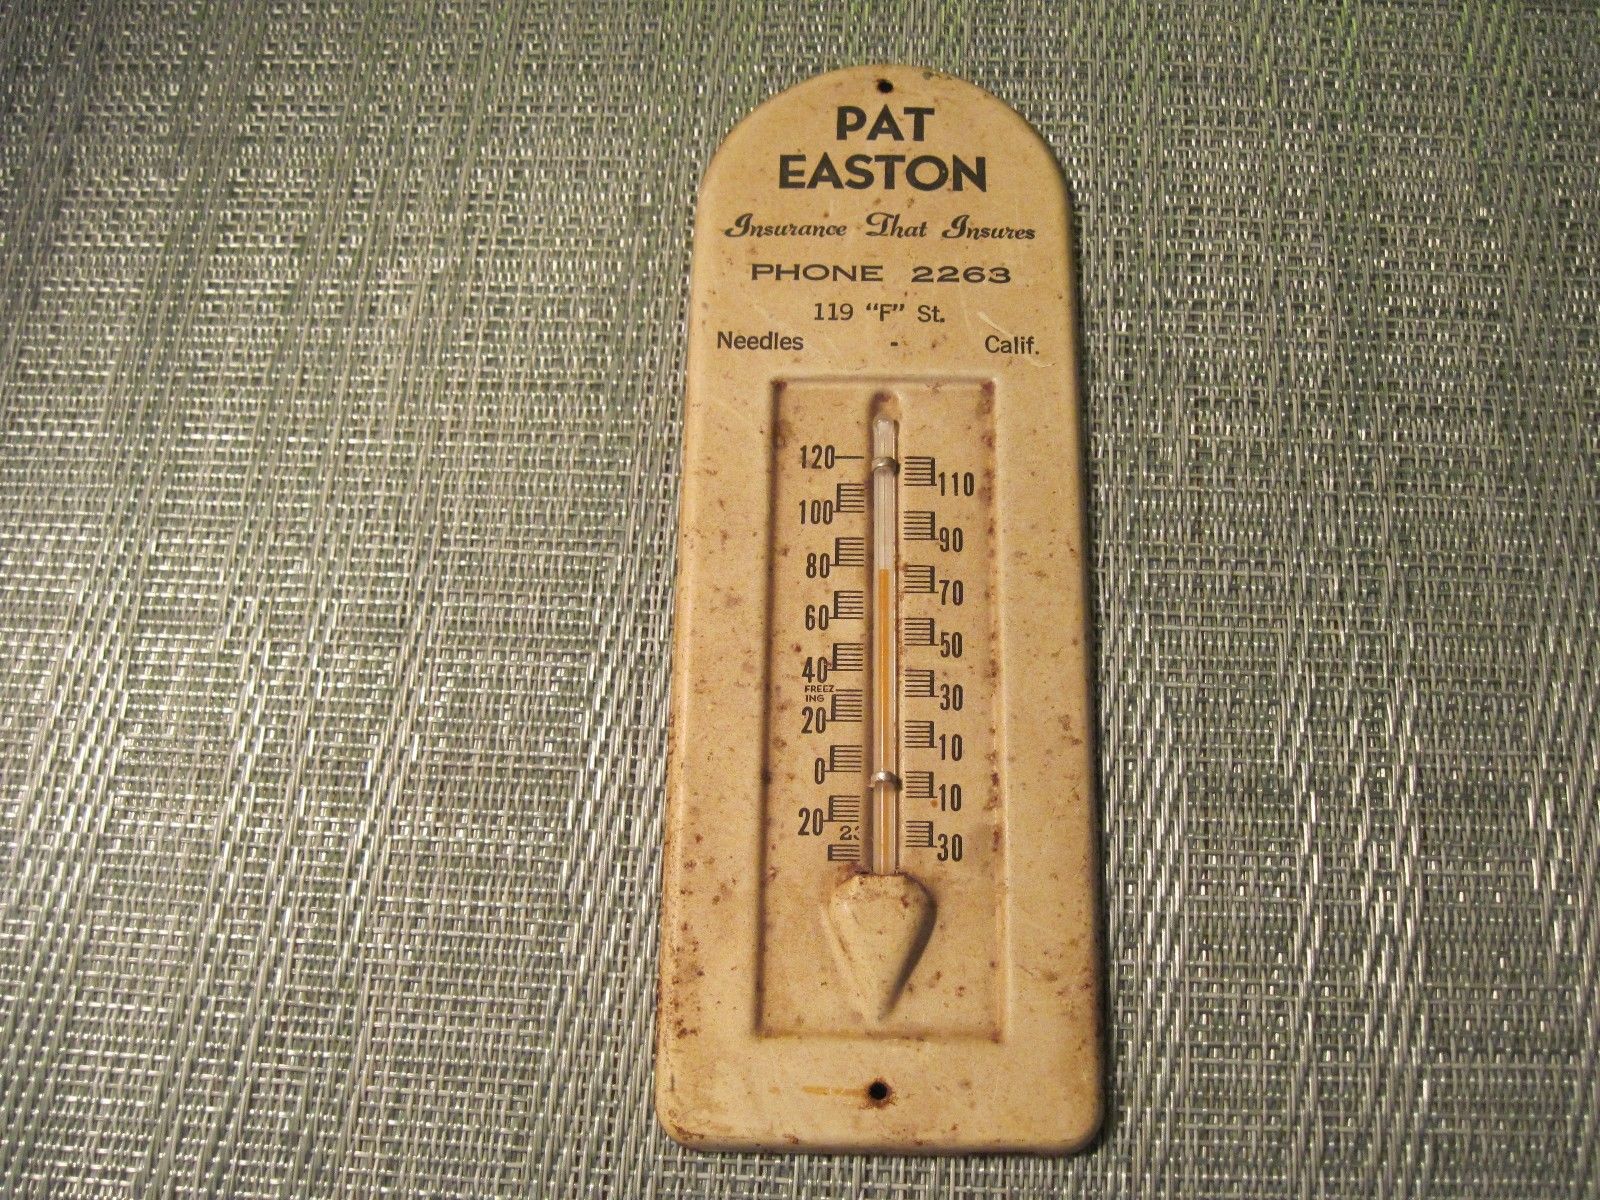 PAT
EASTON
Insurance That Insures
PHONE 2263
119 “F” St.
Needles - Calif.
120
110
100
90
80
70
60
50
40
FREEZ
ING
30
20
10
0
10
20
30